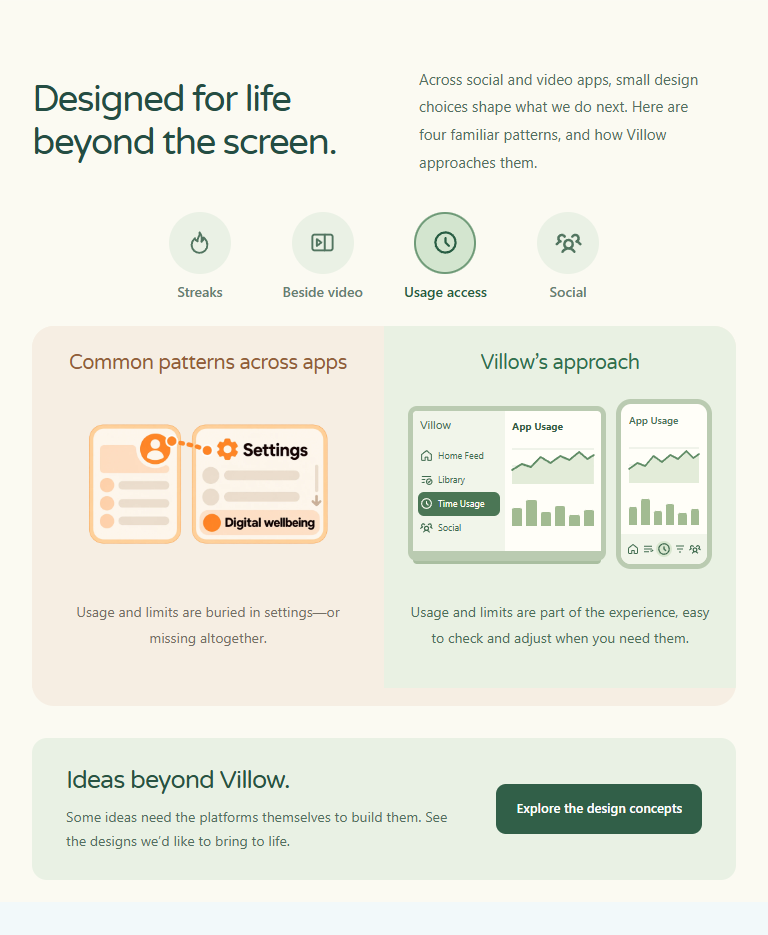 Designed for life
beyond the screen.
Across social and video apps, small design
choices shape what we do next. Here are
four familiar patterns, and how Villow
approaches them.
Streaks
Beside video
Usage access
Social
Common patterns across apps
Settings
Digital wellbeing
Usage and limits are buried in settings—or
missing altogether.
Villow’s approach
Villow
Home Feed
Library
Time Usage
Social
App Usage
App Usage
Usage and limits are part of the experience, easy
to check and adjust when you need them.
Ideas beyond Villow.
Some ideas need the platforms themselves to build them. See
the designs we’d like to bring to life.
Explore the design concepts